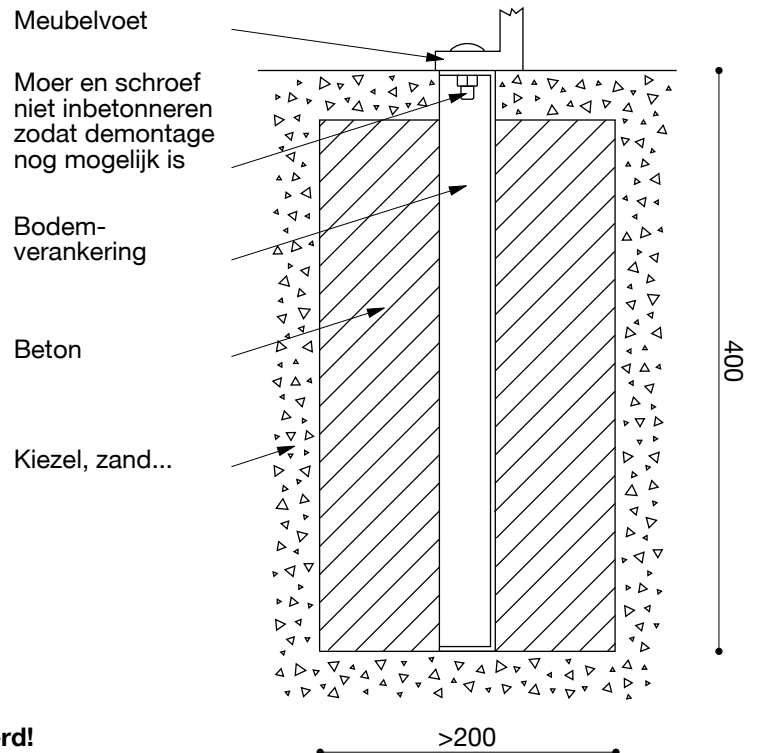 Meubelvoet
Moer en schroef
niet inbetonneren
zodat demontage
nog mogelijk is
Bodem-
verankering
Beton
Kiezel, zand...
400
>200